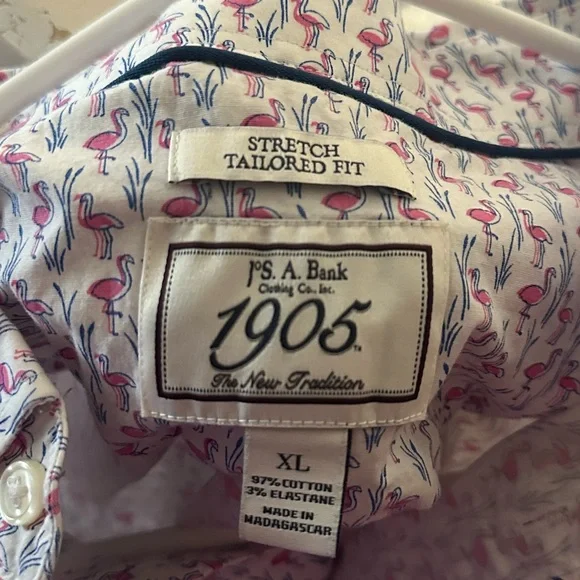 STRETCH
TAILORED FIT
JoS. A. Bank
Clothing Co., Inc.
1905 TM
The New Tradition
XL
97% COTTON
3% ELASTANE
MADE IN
MADAGASCAR